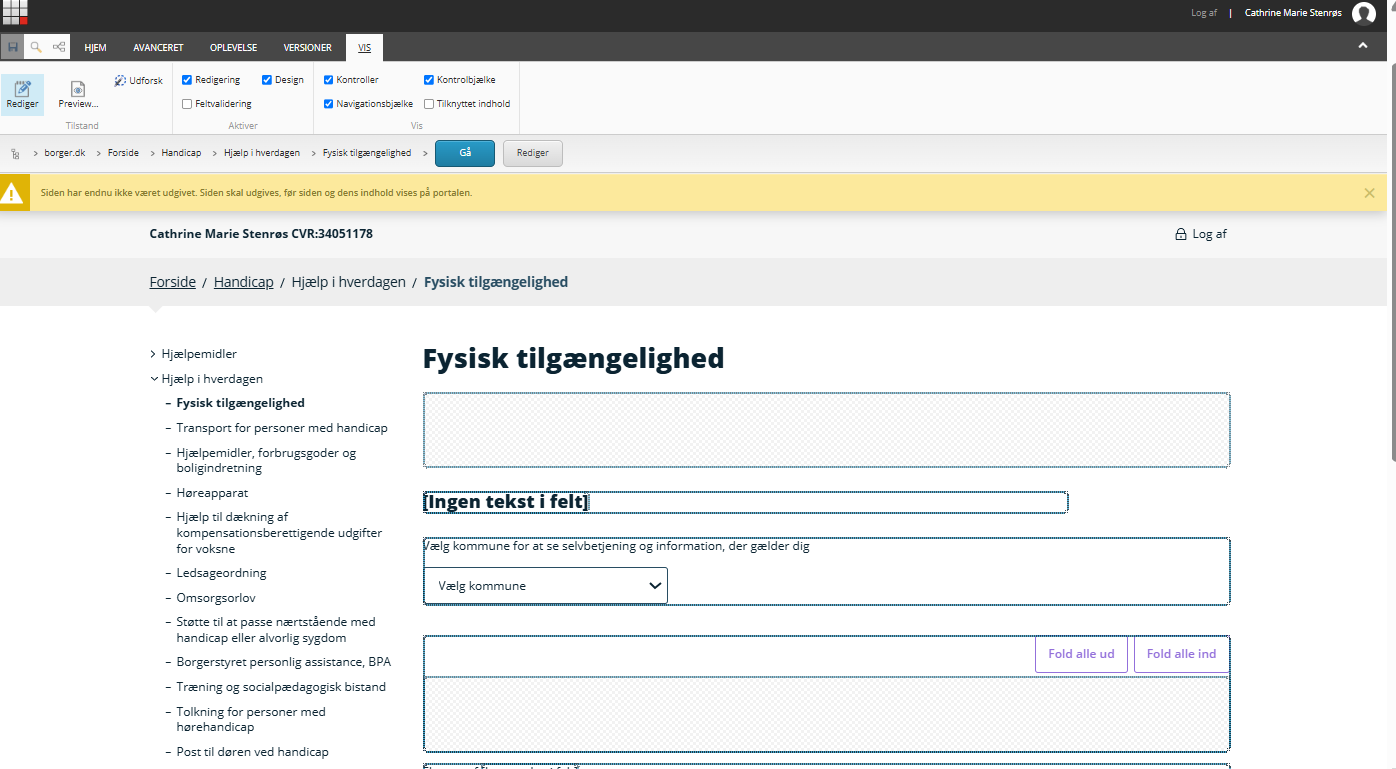 Log af | Cathrine Marie Stenrøs
HJEM AVANCERET OPLEVELSE VERSIONER VIS
Rediger Preview... Udforsk
Tilstand
Redigering Design
Feltvalidering
Aktiver
Kontroller Kontrolbjælke
Navigationsbjælke Tilknyttet indhold
Vis
> borger.dk > Forside > Handicap > Hjælp i hverdagen > Fysisk tilgængelighed > Gå Rediger
Siden har endnu ikke været udgivet. Siden skal udgives, før siden og dens indhold vises på portalen.
Cathrine Marie Stenrøs CVR:34051178
Log af
Forside / Handicap / Hjælp i hverdagen / Fysisk tilgængelighed
Hjælpemidler
Hjælp i hverdagen
– Fysisk tilgængelighed
– Transport for personer med handicap
– Hjælpemidler, forbrugsgoder og
boligindretning
– Høreapparat
– Hjælp til dækning af
kompensationsberettigende udgifter
for voksne
– Ledsageordning
– Omsorgsorlov
– Støtte til at passe nærtstående med
handicap eller alvorlig sygdom
– Borgerstyret personlig assistance, BPA
– Træning og socialpædagogisk bistand
– Tolkning for personer med
hørehandicap
– Post til døren ved handicap
Fysisk tilgængelighed
[Ingen tekst i felt]
Vælg kommune for at se selvbetjening og information, der gælder dig
Vælg kommune
Fold alle ud Fold alle ind